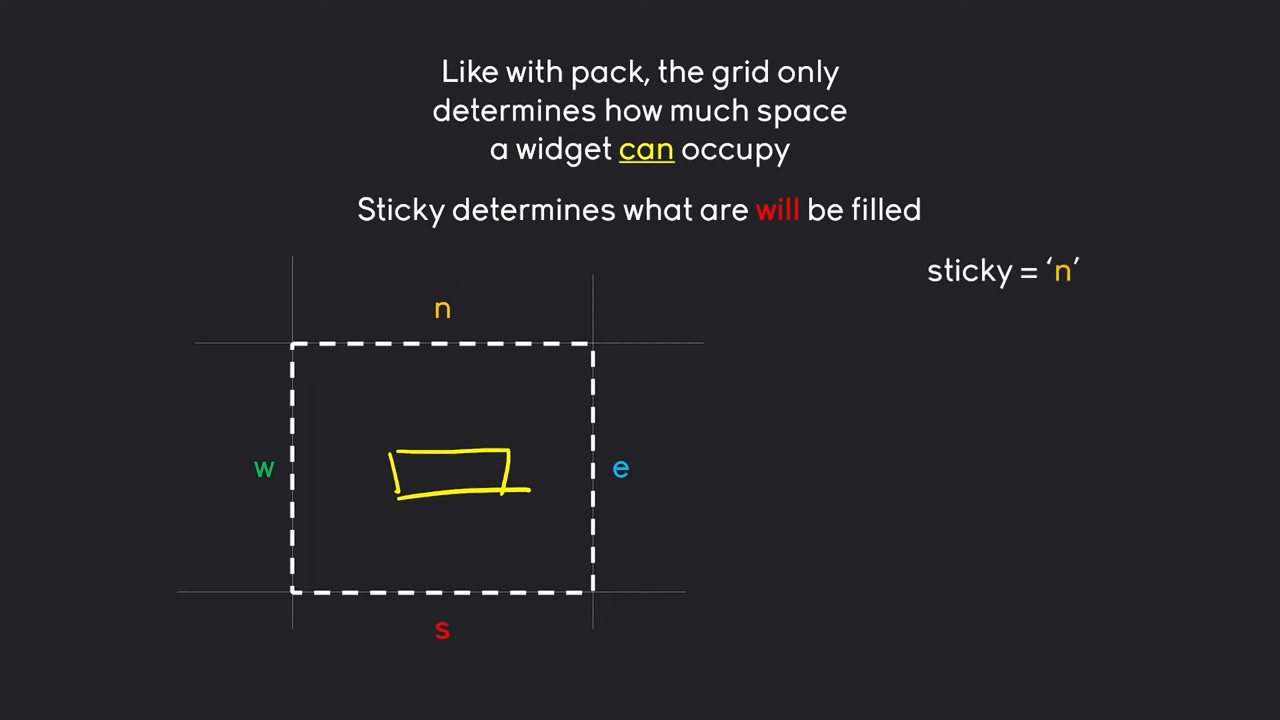 Like with pack, the grid only
determines how much space
a widget can occupy
Sticky determines what are will be filled
sticky = ‘n’
n
w
e
s